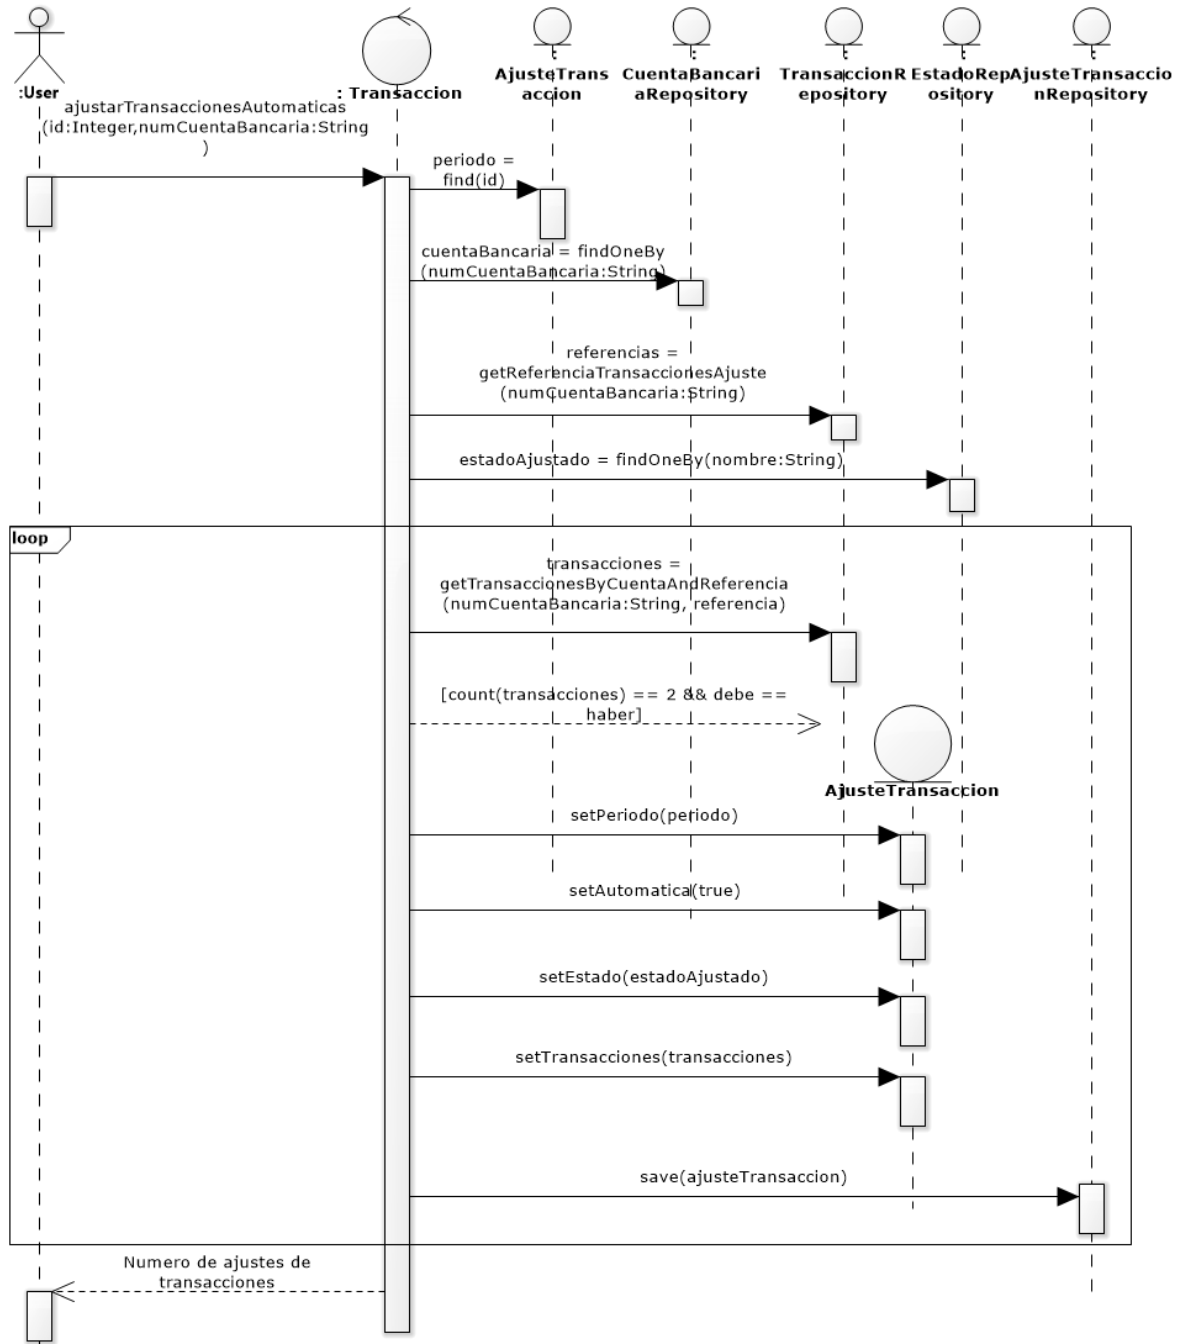 :User
: Transaccion
:
AjusteTrans
accion
:
CuentaBancari
aRepository
:
TransaccionR
epository
:
EstadoRep
ository
:
AjusteTransaccio
nRepository
ajustarTransaccionesAutomaticas
(id:Integer,numCuentaBancaria:String
)
periodo =
find(id)
cuentaBancaria = findOneBy
(numCuentaBancaria:String)
referencias =
getReferenciaTransaccionesAjuste
(numCuentaBancaria:String)
estadoAjustado = findOneBy(nombre:String)
loop
transacciones =
getTransaccionesByCuentaAndReferencia
(numCuentaBancaria:String, referencia)
[count(transacciones) == 2 && debe ==
haber]
AjusteTransaccion
setPeriodo(periodo)
setAutomatica(true)
setEstado(estadoAjustado)
setTransacciones(transacciones)
save(ajusteTransaccion)
Numero de ajustes de
transacciones